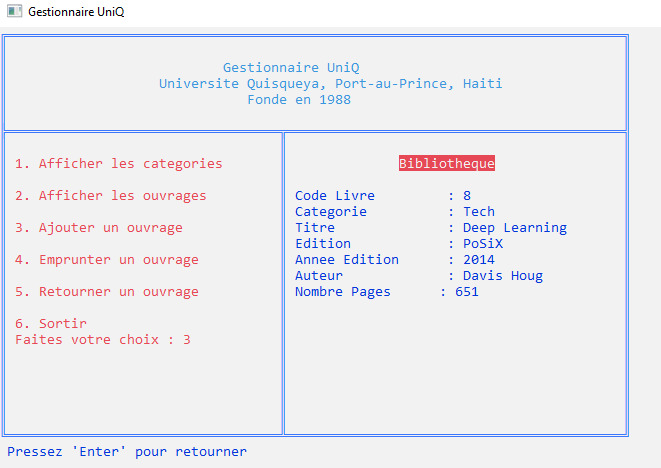 Gestionnaire UniQ
Gestionnaire UniQ
Universite Quisqueya, Port-au-Prince, Haiti
Fonde en 1988
1. Afficher les categories
2. Afficher les ouvrages
3. Ajouter un ouvrage
4. Emprunter un ouvrage
5. Retourner un ouvrage
6. Sortir
Faites votre choix : 3
Bibliotheque
Code Livre : 8
Categorie : Tech
Titre : Deep Learning
Edition : PoSiX
Annee Edition : 2014
Auteur : Davis Houg
Nombre Pages : 651
Pressez 'Enter' pour retourner